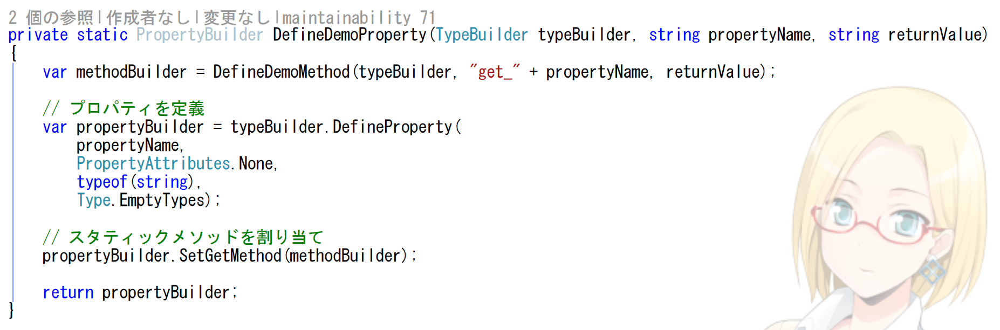 2 個の参照|作成者なし|変更なし|maintainability 71
private static PropertyBuilder DefineDemoProperty(TypeBuilder typeBuilder, string propertyName, string returnValue)
{
    var methodBuilder = DefineDemoMethod(typeBuilder, "get_" + propertyName, returnValue);
    // プロパティを定義
    var propertyBuilder = typeBuilder.DefineProperty(
        propertyName,
        PropertyAttributes.None,
        typeof(string),
        Type.EmptyTypes);
    // スタティックメソッドを割り当て
    propertyBuilder.SetGetMethod(methodBuilder);
    return propertyBuilder;
}